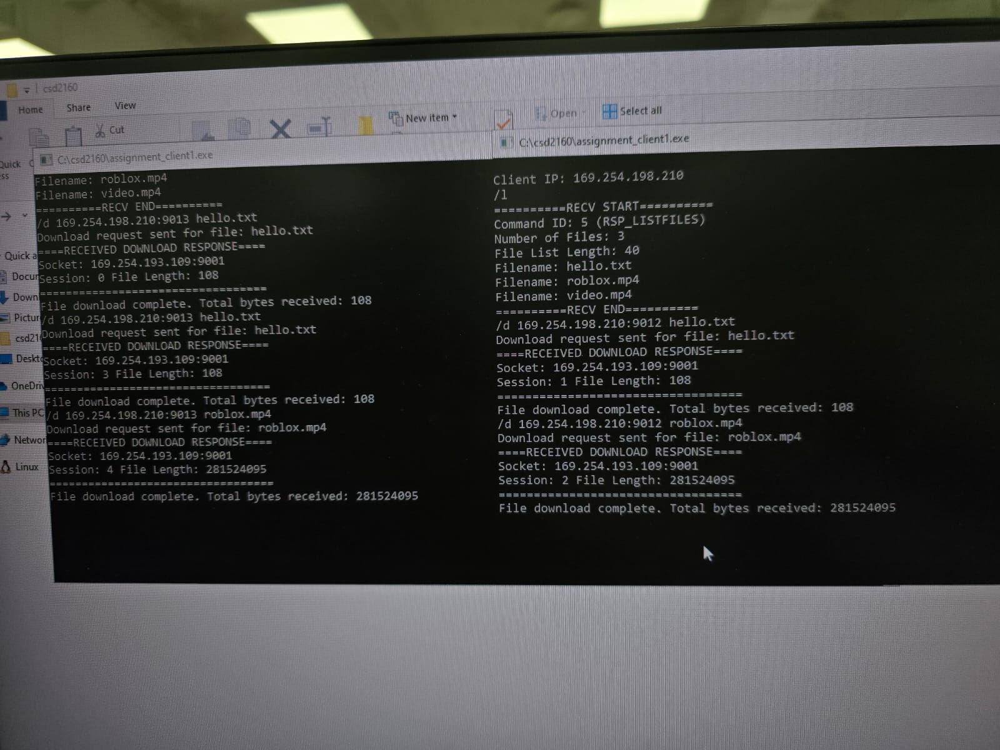 csd2160
Home Share View
Cut
New item
Open
Select all
C:\csd2160\assignment_client1.exe
Filename: roblox.mp4
Filename: video.mp4
==========RECV END==========
/d 169.254.198.210:9013 hello.txt
Download request sent for file: hello.txt
====RECEIVED DOWNLOAD RESPONSE====
Socket: 169.254.193.109:9001
Session: 0 File Length: 108
==================================
File download complete. Total bytes received: 108
/d 169.254.198.210:9013 hello.txt
Download request sent for file: hello.txt
====RECEIVED DOWNLOAD RESPONSE====
Socket: 169.254.193.109:9001
Session: 3 File Length: 108
==================================
File download complete. Total bytes received: 108
/d 169.254.198.210:9013 roblox.mp4
Download request sent for file: roblox.mp4
====RECEIVED DOWNLOAD RESPONSE====
Socket: 169.254.193.109:9001
Session: 4 File Length: 281524095
==================================
File download complete. Total bytes received: 281524095
C:\csd2160\assignment_client1.exe
Client IP: 169.254.198.210
/l
==========RECV START==========
Command ID: 5 (RSP_LISTFILES)
Number of Files: 3
File List Length: 40
Filename: hello.txt
Filename: roblox.mp4
Filename: video.mp4
==========RECV END==========
/d 169.254.198.210:9012 hello.txt
Download request sent for file: hello.txt
====RECEIVED DOWNLOAD RESPONSE====
Socket: 169.254.193.109:9001
Session: 1 File Length: 108
==================================
File download complete. Total bytes received: 108
/d 169.254.198.210:9012 roblox.mp4
Download request sent for file: roblox.mp4
====RECEIVED DOWNLOAD RESPONSE====
Socket: 169.254.193.109:9001
Session: 2 File Length: 281524095
==================================
File download complete. Total bytes received: 281524095
Quick
ss
Quick a
Docur
Down
Pictur
csd21
Deskt
OneDriv
This PC
Networ
Linux